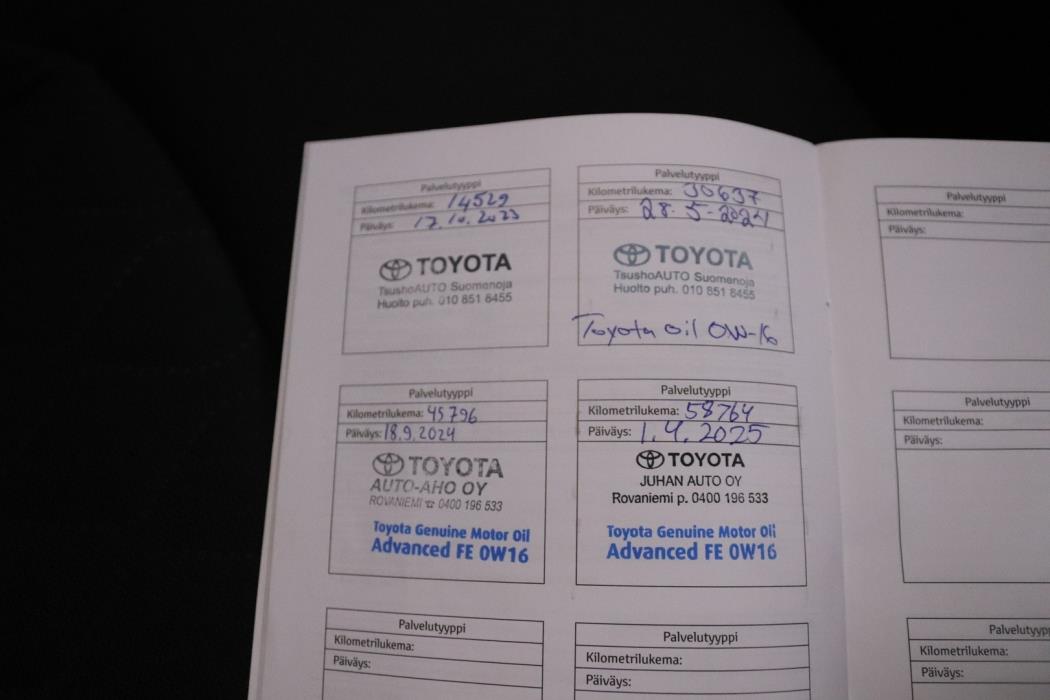 Palvelutyyppi
Kilometrilukema: 14529
Päiväys: 17.10.2023
TOYOTA
TsushoAUTO Suomenoja
Huolto puh. 010 851 8455
Palvelutyyppi
Kilometrilukema: 30637
Päiväys: 28.5-2024
TOYOTA
TsushoAUTO Suomenoja
Huolto puh. 010 851 8455
Toyota oil 0W-16
Palvelutyyppi
Kilometrilukema: 45796
Päiväys: 18.9.2024
TOYOTA
AUTO-AHO OY
ROVANIEMI ☎ 0400 196 533
Toyota Genuine Motor Oil
Advanced FE 0W16
Palvelutyyppi
Kilometrilukema: 58764
Päiväys: 1.4.2025
TOYOTA
JUHAN AUTO OY
Rovaniemi p. 0400 196 533
Toyota Genuine Motor Oil
Advanced FE 0W16
Palvelutyyppi
Kilometrilukema:
Päiväys:
Palvelutyyppi
Kilometrilukema:
Päiväys:
Palvelutyyppi
Kilometrilukema:
Päiväys:
Palvelutyyppi
Kilometrilukema:
Päiväys:
Palvelutyyp
Kilometrilukema:
Päiväys: